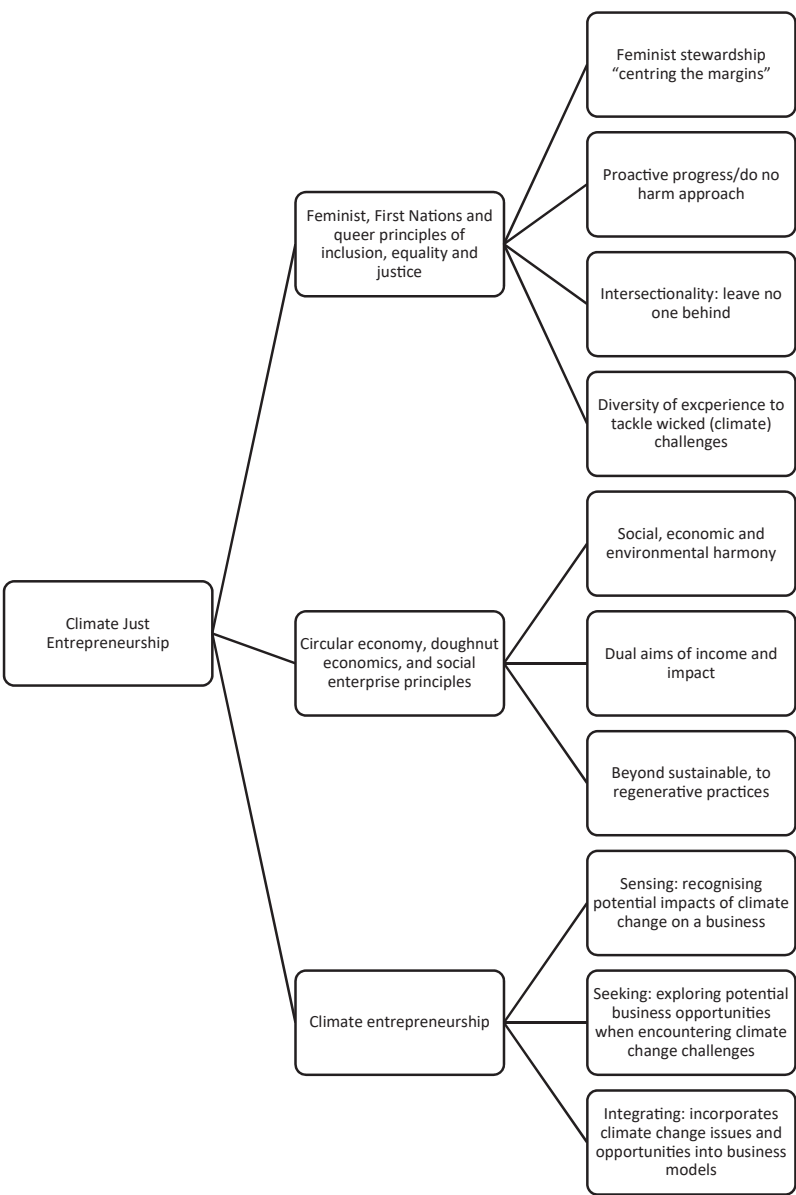 Feminist stewardship
“centring the margins”
Proactive progress/do no
harm approach
Feminist, First Nations and
queer principles of
inclusion, equality and
justice
Intersectionality: leave no
one behind
Diversity of excperience to
tackle wicked (climate)
challenges
Social, economic and
environmental harmony
Climate Just
Entrepreneurship
Circular economy, doughnut
economics, and social
enterprise principles
Dual aims of income and
impact
Beyond sustainable, to
regenerative practices
Sensing: recognising
potential impacts of climate
change on a business
Climate entrepreneurship
Seeking: exploring potential
business opportunities
when encountering climate
change challenges
Integrating: incorporates
climate change issues and
opportunities into business
models